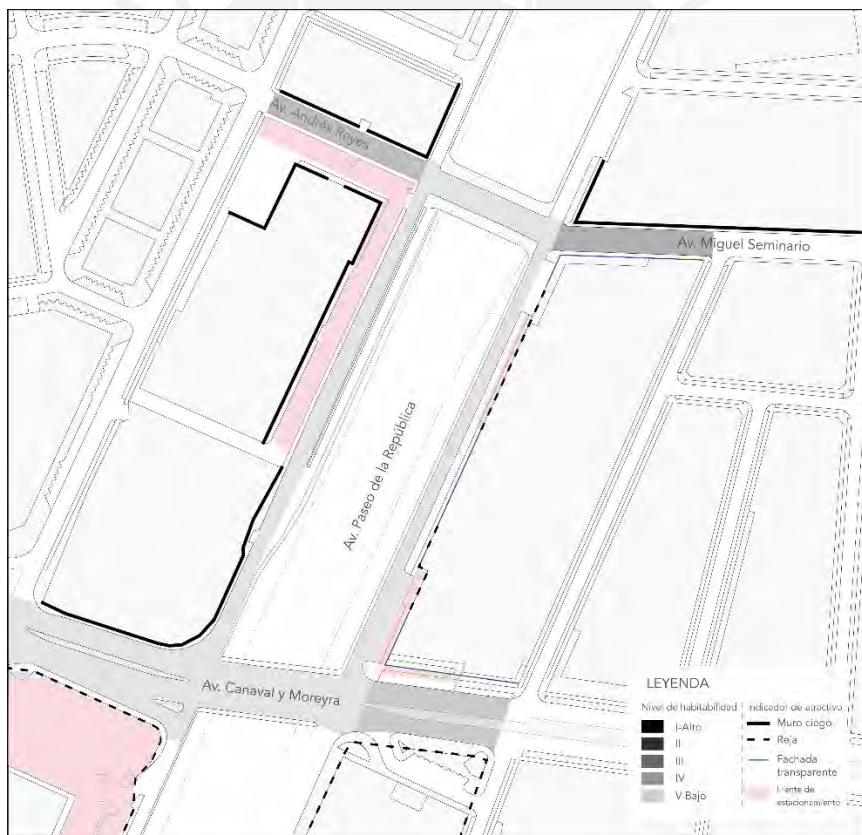 Av. Andrés Reyes
Av. Miguel Seminario
Av. Paseo de la República
Av. Canaval y Moreyra
LEYENDA
Nivel de habitabilidad
I-Alto
II
III
IV
V-Bajo
Indicador de atractivo
Muro ciego
Reja
Fachada
transparente
de
estacionamiento